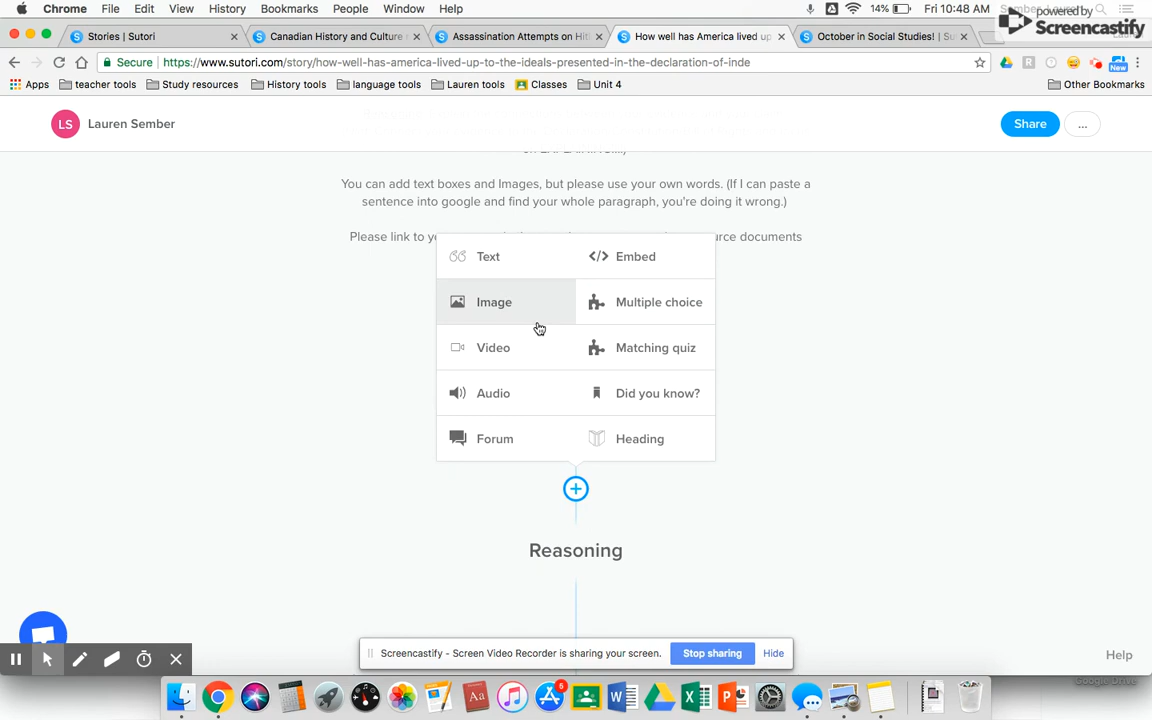 Chrome File Edit View History Bookmarks People Window Help 14% Fri 10:48 AM
powered by
Screencastify
Stories | Sutori
Canadian History and Culture
Assassination Attempts on Hit
How well has America lived up
October in Social Studies! | Su
Secure | https://www.sutori.com/story/how-well-has-america-lived-up-to-the-ideals-presented-in-the-declaration-of-inde
New
Apps teacher tools Study resources History tools language tools Lauren tools Classes Unit 4 Other Bookmarks
LS Lauren Sember
Share ...
You can add text boxes and Images, but please use your own words. (If I can paste a
sentence into google and find your whole paragraph, you're doing it wrong.)
Please link to urce documents
Text Embed
Image Multiple choice
Video Matching quiz
Audio Did you know?
Forum Heading
Reasoning
Screencastify - Screen Video Recorder is sharing your screen. Stop sharing Hide
Help
Google Drive
6